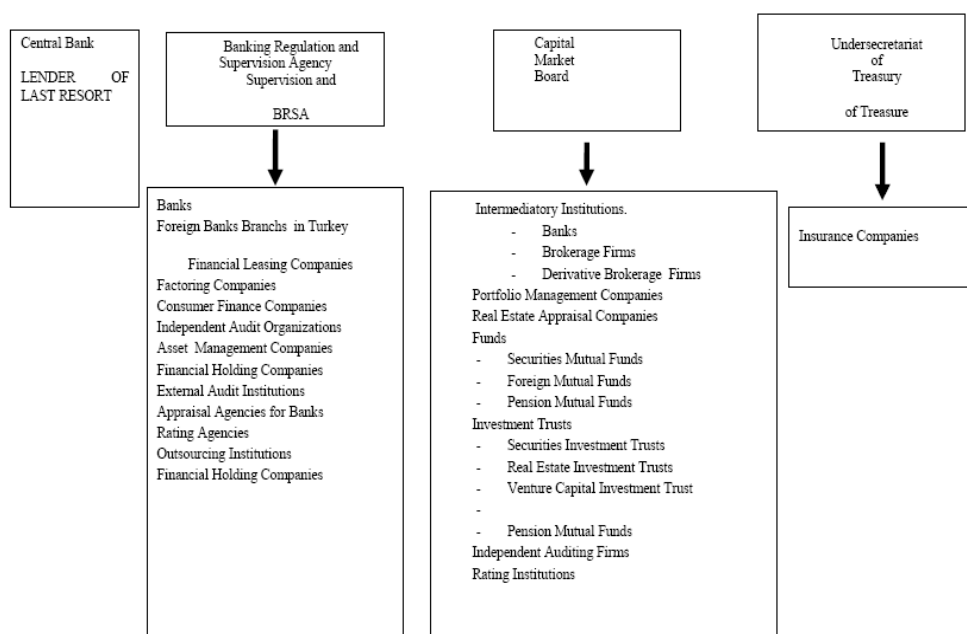 Central Bank
LENDER OF
LAST RESORT
Banking Regulation and
Supervision Agency
Supervision and
BRSA
Capital
Market
Board
Undersecretariat
of
Treasury
of Treasure
Banks
Foreign Banks Branchs in Turkey
Financial Leasing Companies
Factoring Companies
Consumer Finance Companies
Independent Audit Organizations
Asset Management Companies
Financial Holding Companies
External Audit Institutions
Appraisal Agencies for Banks
Rating Agencies
Outsourcing Institutions
Financial Holding Companies
Intermediatory Institutions.
- Banks
- Brokerage Firms
- Derivative Brokerage Firms
Portfolio Management Companies
Real Estate Appraisal Companies
Funds
- Securities Mutual Funds
- Foreign Mutual Funds
- Pension Mutual Funds
Investment Trusts
- Securities Investment Trusts
- Real Estate Investment Trusts
- Venture Capital Investment Trust
-
- Pension Mutual Funds
Independent Auditing Firms
Rating Institutions
Insurance Companies